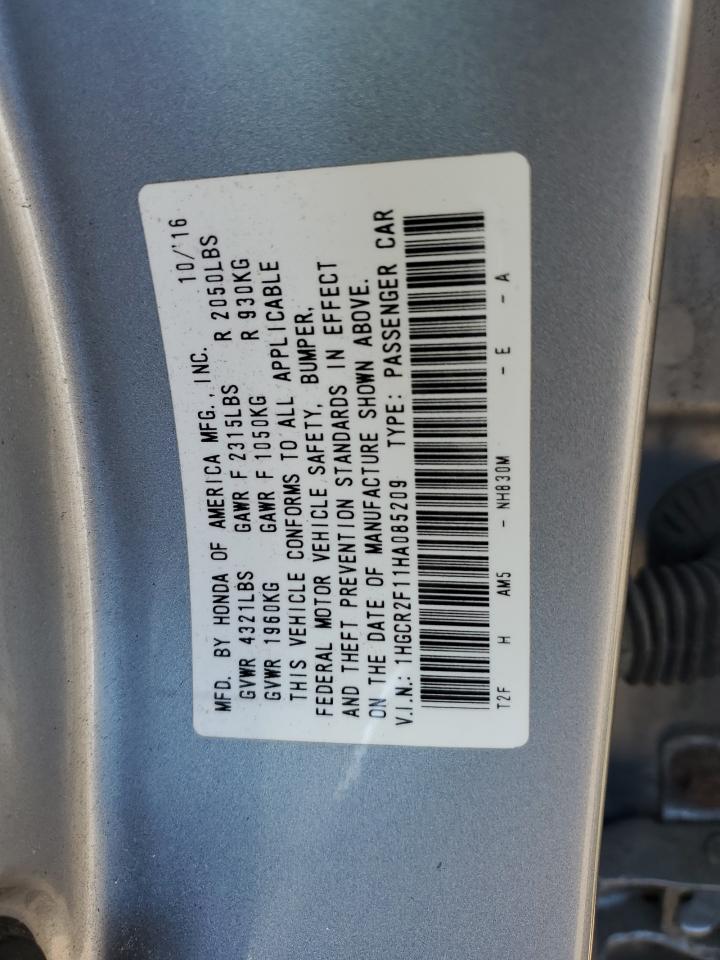 MFD. BY HONDA OF AMERICA MFG., INC. 10/'16
GVWR 4321LBS GAWR F 2315LBS R 2050LBS
GVWR 1960KG GAWR F 1050KG R 930KG
THIS VEHICLE CONFORMS TO ALL APPLICABLE
FEDERAL MOTOR VEHICLE SAFETY, BUMPER,
AND THEFT PREVENTION STANDARDS IN EFFECT
ON THE DATE OF MANUFACTURE SHOWN ABOVE.
V.I.N.: 1HGCR2F11HA085209 TYPE: PASSENGER CAR
T2F H AM5 - NH830M - E - A